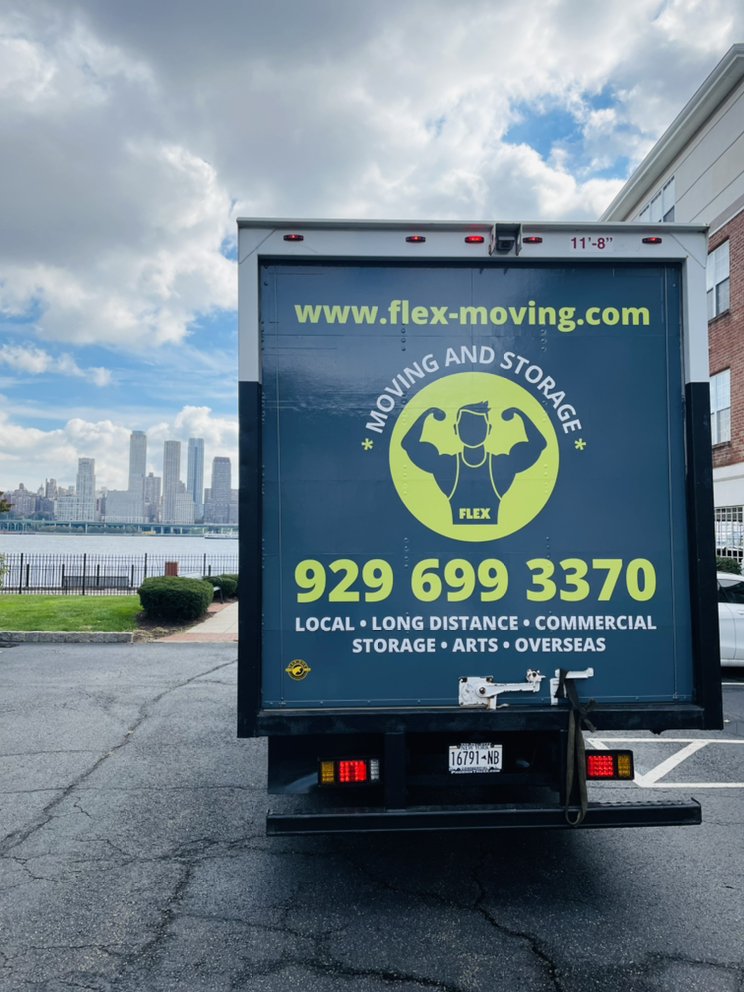 11'-8"
www.flex-moving.com
* MOVING AND STORAGE *
FLEX
929 699 3370
LOCAL • LONG DISTANCE • COMMERCIAL
STORAGE • ARTS • OVERSEAS
16791-NB